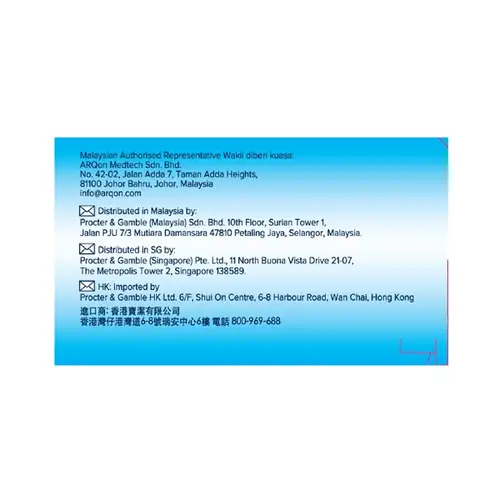 Malaysian Authorised Representative Wakil diberi kuasa:
ARQon Medtech Sdn. Bhd.
No. 42-02, Jalan Adda 7, Taman Adda Heights,
81100 Johor Bahru, Johor, Malaysia
info@arqon.com
Distributed in Malaysia by:
Procter & Gamble (Malaysia) Sdn. Bhd. 10th Floor, Surian Tower 1,
Jalan PJU 7/3 Mutiara Damansara 47810 Petaling Jaya, Selangor, Malaysia.
Distributed in SG by:
Procter & Gamble (Singapore) Pte. Ltd., 11 North Buona Vista Drive 21-07,
The Metropolis Tower 2, Singapore 138589.
HK: Imported by
Procter & Gamble HK Ltd. 6/F, Shui On Centre, 6-8 Harbour Road, Wan Chai, Hong Kong
進口商: 香港寶潔有限公司
香港灣仔港灣道6-8號瑞安中心6樓 電話 800-969-688